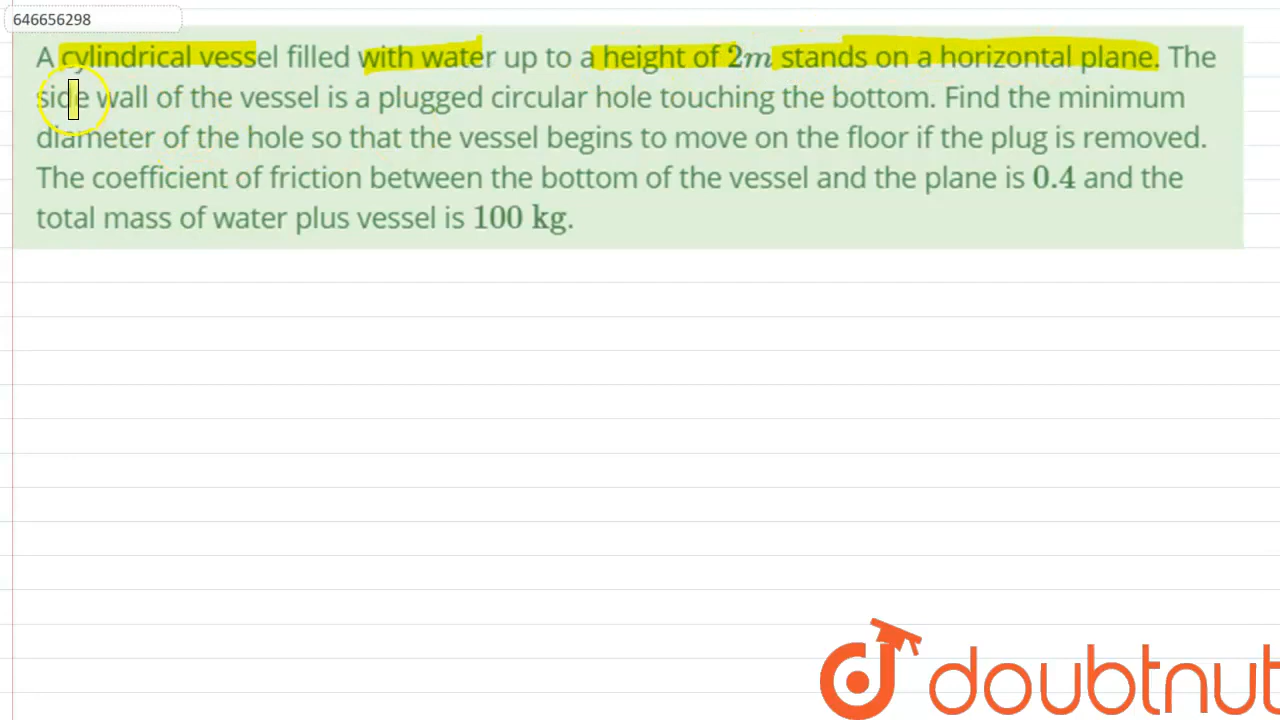 646656298
A cylindrical vessel filled with water up to a height of 2m stands on a horizontal plane. The
side wall of the vessel is a plugged circular hole touching the bottom. Find the minimum
diameter of the hole so that the vessel begins to move on the floor if the plug is removed.
The coefficient of friction between the bottom of the vessel and the plane is 0.4 and the
total mass of water plus vessel is 100 kg.
doubtnut